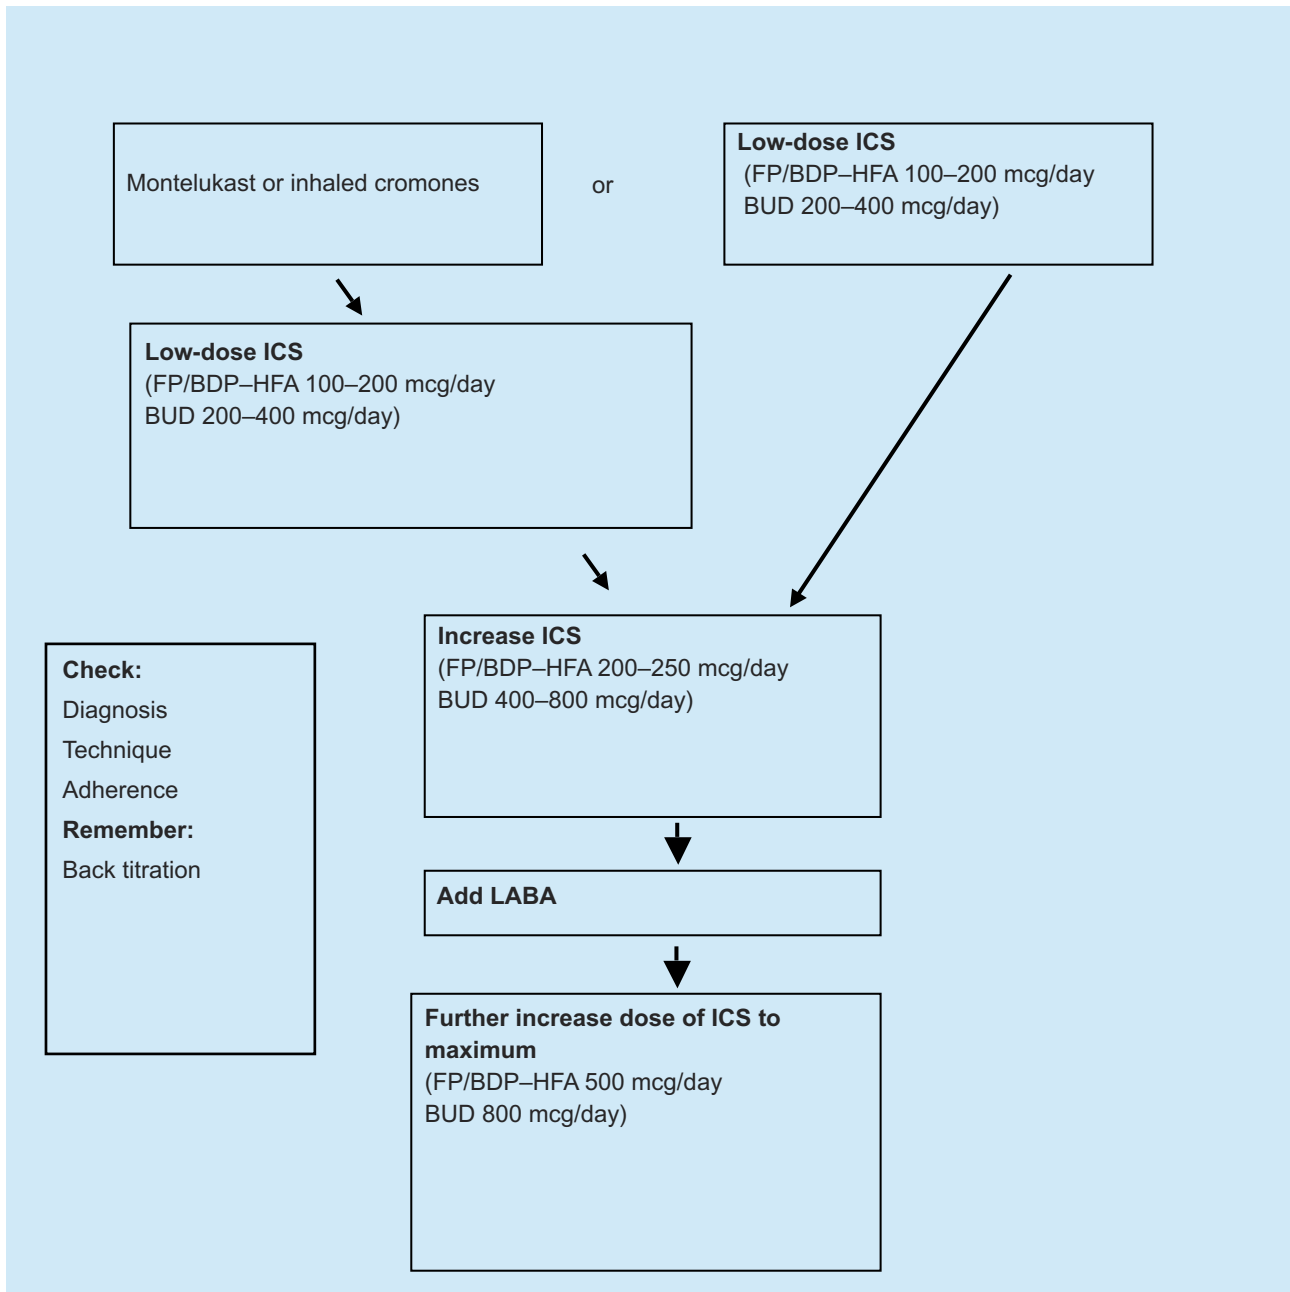 Montelukast or inhaled cromones
or
Low-dose ICS
(FP/BDP–HFA 100–200 mcg/day
BUD 200–400 mcg/day)
Low-dose ICS
(FP/BDP–HFA 100–200 mcg/day
BUD 200–400 mcg/day)
Increase ICS
(FP/BDP–HFA 200–250 mcg/day
BUD 400–800 mcg/day)
Check:
Diagnosis
Technique
Adherence
Remember:
Back titration
Add LABA
Further increase dose of ICS to
maximum
(FP/BDP–HFA 500 mcg/day
BUD 800 mcg/day)